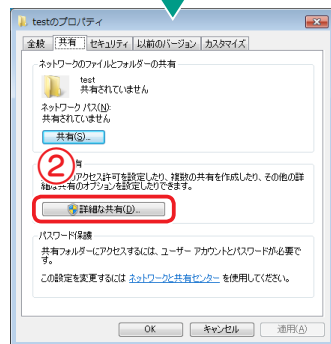 testのプロパティ
全般 共有 セキュリティ 以前のバージョン カスタマイズ
ネットワークのファイルとフォルダーの共有
test
共有されていません
ネットワーク パス(N):
共有されていません
共有(S)...
②
有
アクセス許可を設定したり、複数の共有を作成したり、その他の詳
細な共有のオプションを設定したりできます。
詳細な共有(D)...
パスワード保護
共有フォルダーにアクセスするには、ユーザー アカウントとパスワードが必要で
す。
この設定を変更するには ネットワークと共有センター を使用してください。
OK キャンセル 適用(A)